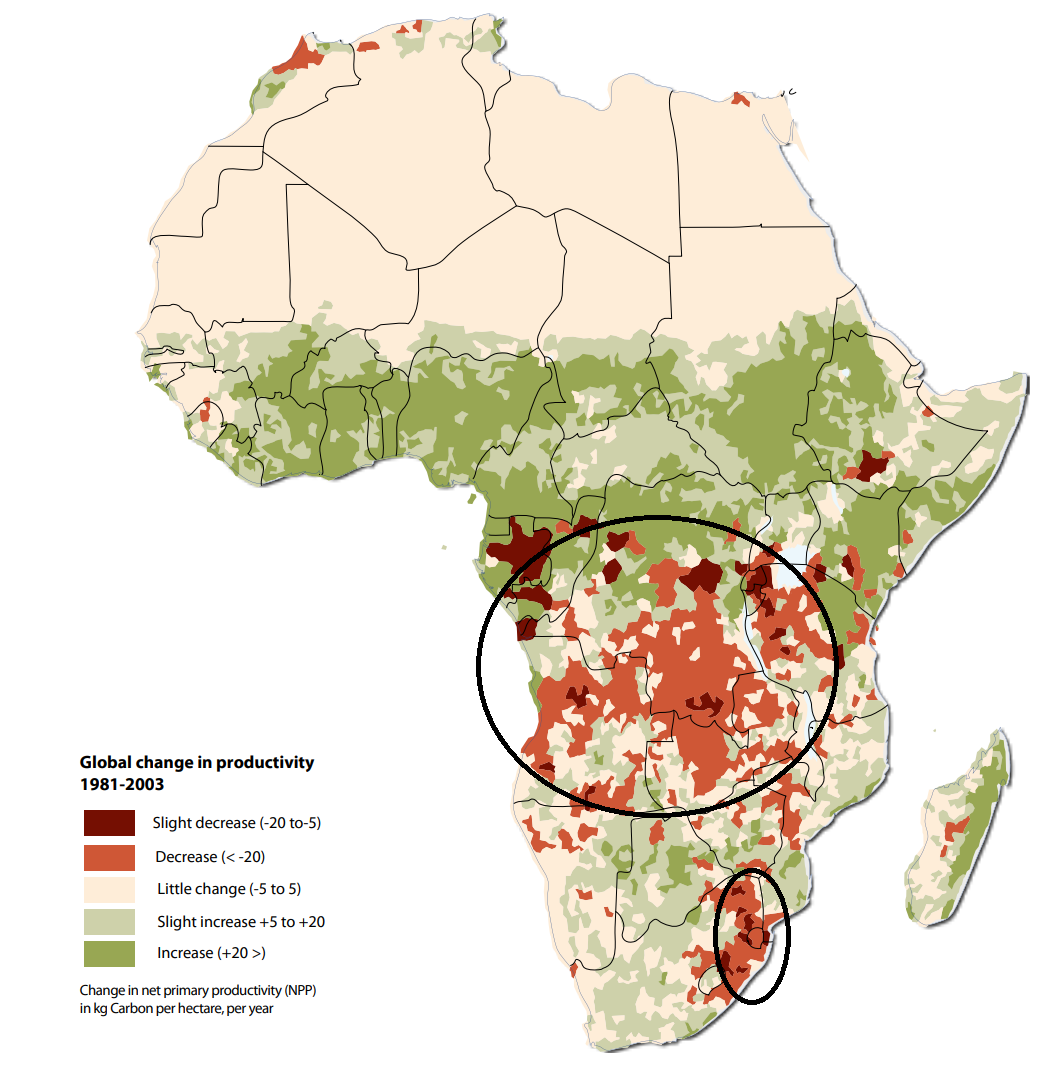 Global change in productivity
1981-2003
Slight decrease (-20 to-5)
Decrease (< -20)
Little change (-5 to 5)
Slight increase +5 to +20
Increase (+20 >)
Change in net primary productivity (NPP)
in kg Carbon per hectare, per year